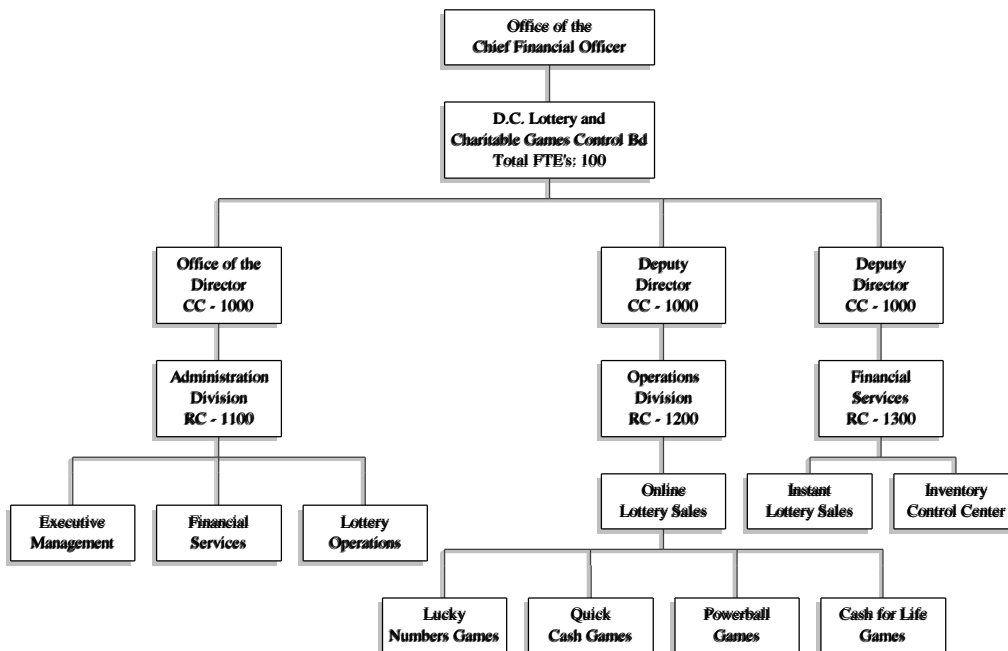 Office of the
Chief Financial Officer
D.C. Lottery and
Charitable Games Control Bd
Total FTE's: 100
Office of the
Director
CC - 1000
Deputy
Director
CC - 1000
Deputy
Director
CC - 1000
Administration
Division
RC - 1100
Operations
Division
RC - 1200
Financial
Services
RC - 1300
Executive
Management
Financial
Services
Lottery
Operations
Online
Lottery Sales
Instant
Lottery Sales
Inventory
Control Center
Lucky
Numbers Games
Quick
Cash Games
Powerball
Games
Cash for Life
Games